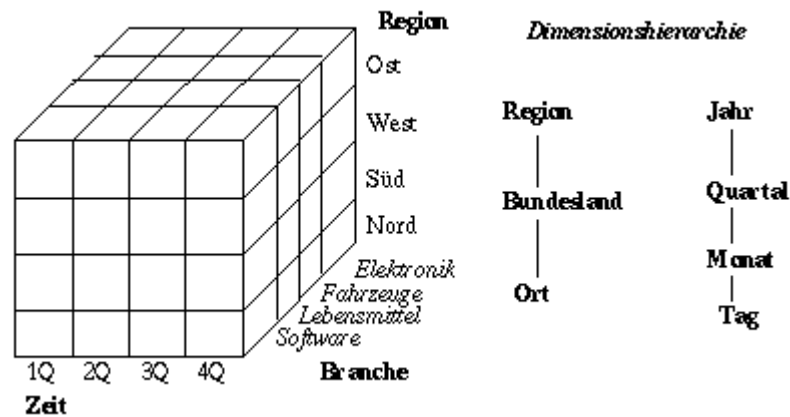 Region
Ost
West
Süd
Nord
Elektronik
Fahrzeuge
Lebensmittel
Software
1Q 2Q 3Q 4Q
Branche
Zeit
Dimensionshierarchie
Region
Bundesland
Ort
Jahr
Quartal
Monat
Tag